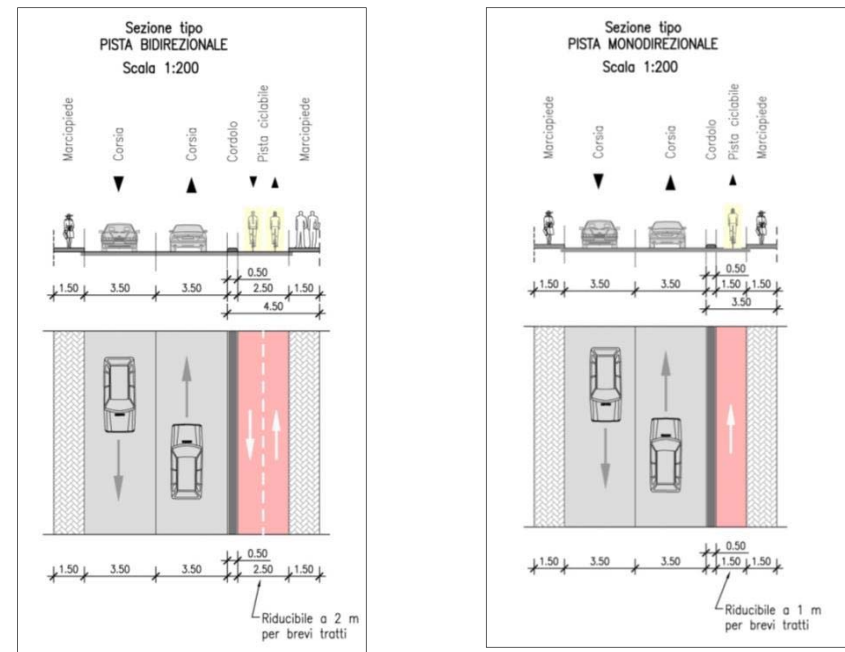 Sezione tipo
PISTA BIDIREZIONALE
Scala 1:200
Marciapiede
Corsia
Corsia
Cordolo
Pista ciclabile
Marciapiede
0.50
1.50 3.50 3.50 2.50 1.50
4.50
0.50
1.50 3.50 3.50 2.50 1.50
Riducibile a 2 m
per brevi tratti
Sezione tipo
PISTA MONODIREZIONALE
Scala 1:200
Marciapiede
Corsia
Corsia
Cordolo
Pista ciclabile
Marciapiede
0.50
1.50 3.50 3.50 1.50 1.50
3.50
0.50
1.50 3.50 3.50 1.50 1.50
Riducibile a 1 m
per brevi tratti